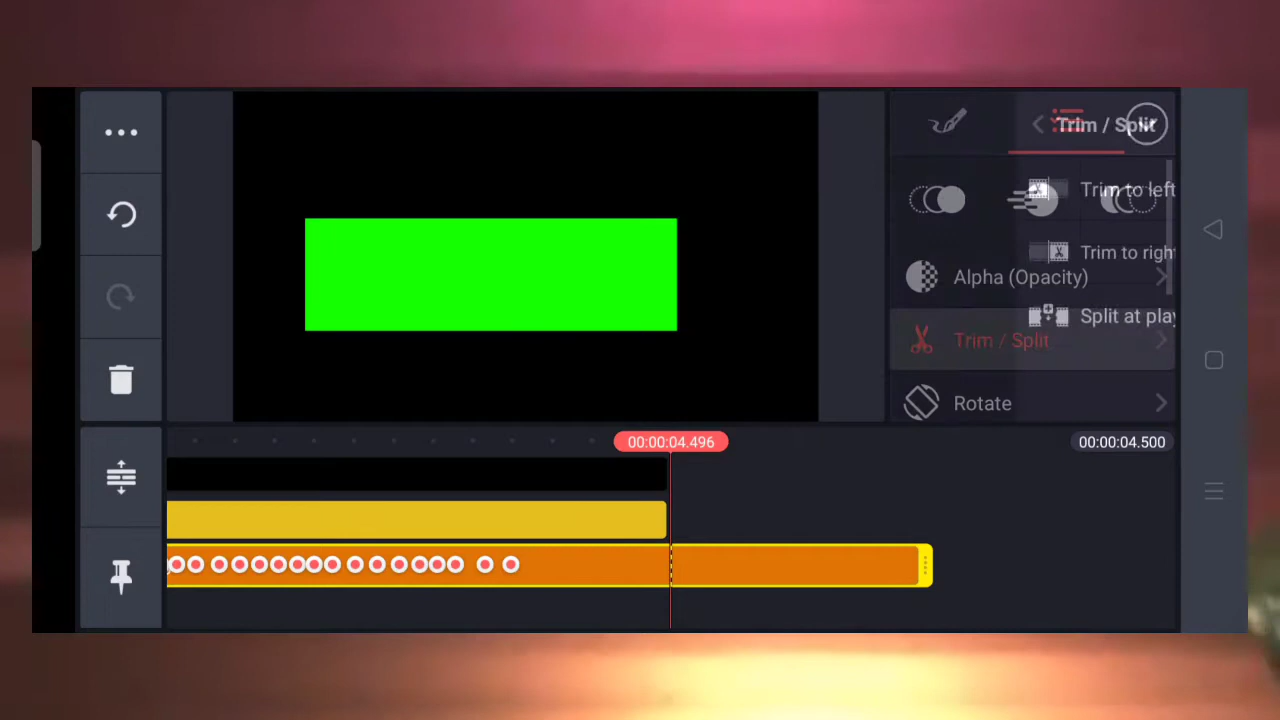 Trim / Split
Trim to left
Trim to righ
Alpha (Opacity)
Split at play
Trim / Split
Rotate
00:00:04.496
00:00:04.500